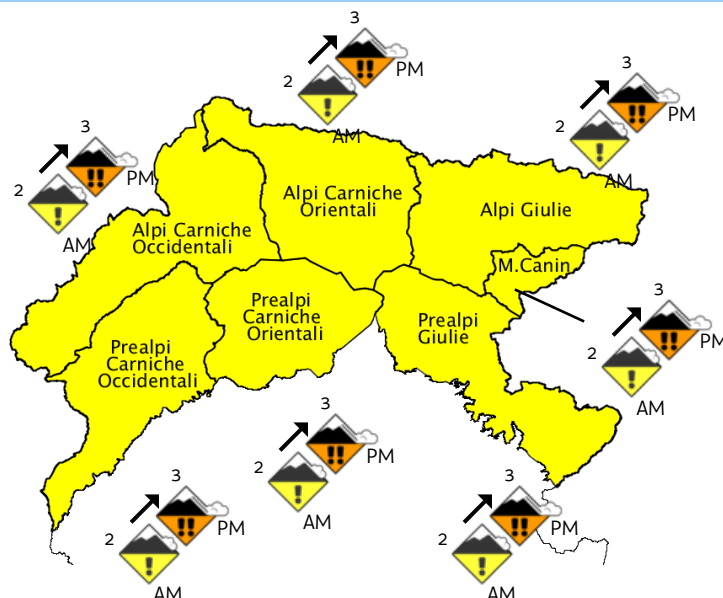 3
2
PM
AM
3
2
PM
AM
3
2
PM
AM
Alpi Carniche
Orientali
Alpi Giulie
Alpi Carniche
Occidentali
M.Canin
Prealpi
Carniche
Orientali
Prealpi
Giulie
Prealpi
Carniche
Occidentali
3
2
PM
AM
3
2
PM
AM
3
2
PM
AM
3
2
PM
AM